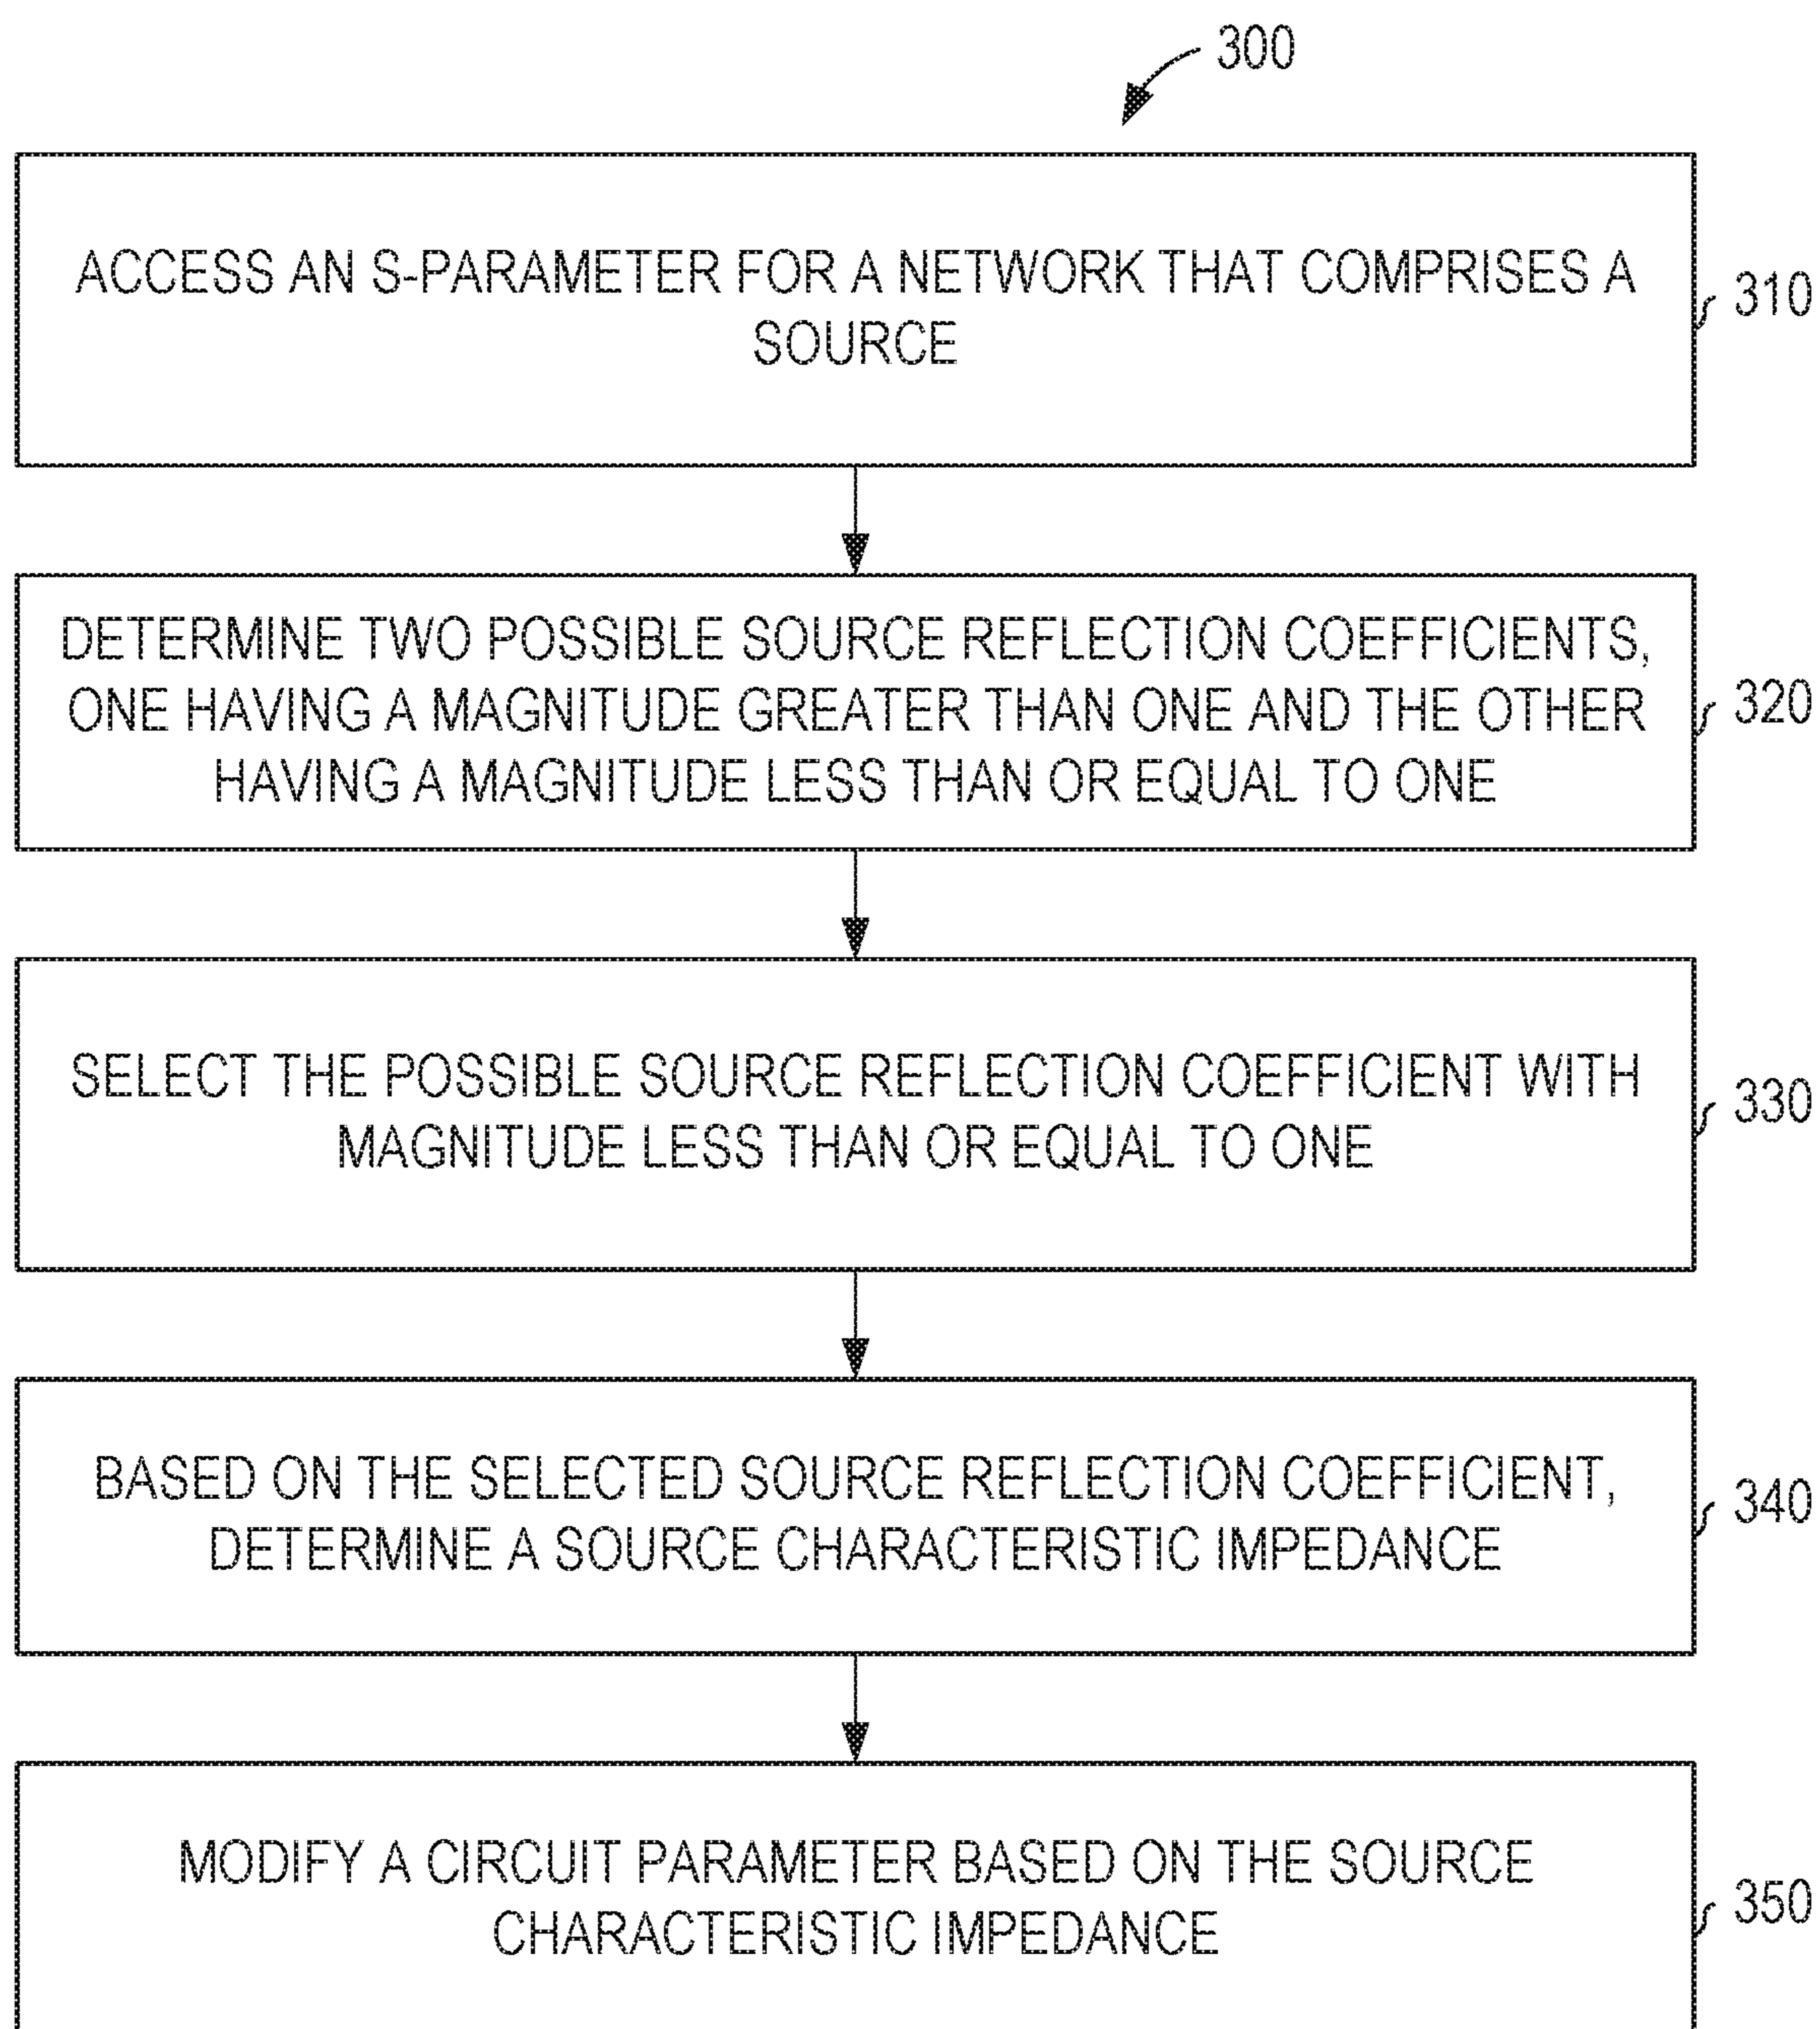 300
ACCESS AN S-PARAMETER FOR A NETWORK THAT COMPRISES A
SOURCE
310
DETERMINE TWO POSSIBLE SOURCE REFLECTION COEFFICIENTS,
ONE HAVING A MAGNITUDE GREATER THAN ONE AND THE OTHER
HAVING A MAGNITUDE LESS THAN OR EQUAL TO ONE
320
SELECT THE POSSIBLE SOURCE REFLECTION COEFFICIENT WITH
MAGNITUDE LESS THAN OR EQUAL TO ONE
330
BASED ON THE SELECTED SOURCE REFLECTION COEFFICIENT,
DETERMINE A SOURCE CHARACTERISTIC IMPEDANCE
340
MODIFY A CIRCUIT PARAMETER BASED ON THE SOURCE
CHARACTERISTIC IMPEDANCE
350